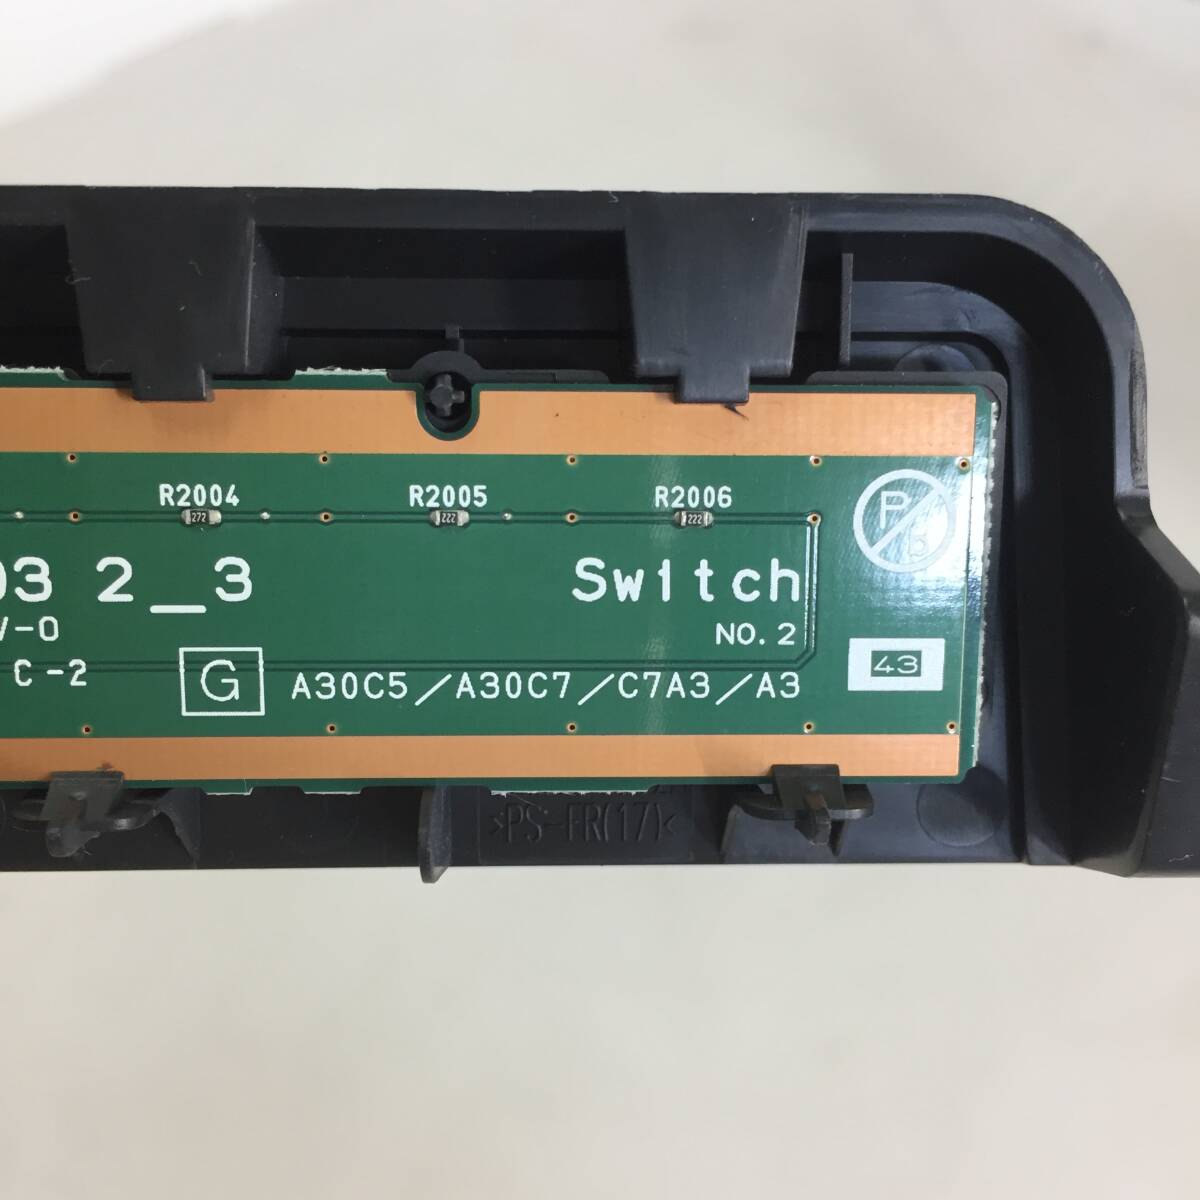 R2004 R2005 R2006
272 222 222
P
b
03 2_3 Switch
V-0 NO. 2
C-2 G A30C5/A30C7/C7A3/A3
43
>PS-FR(17)<